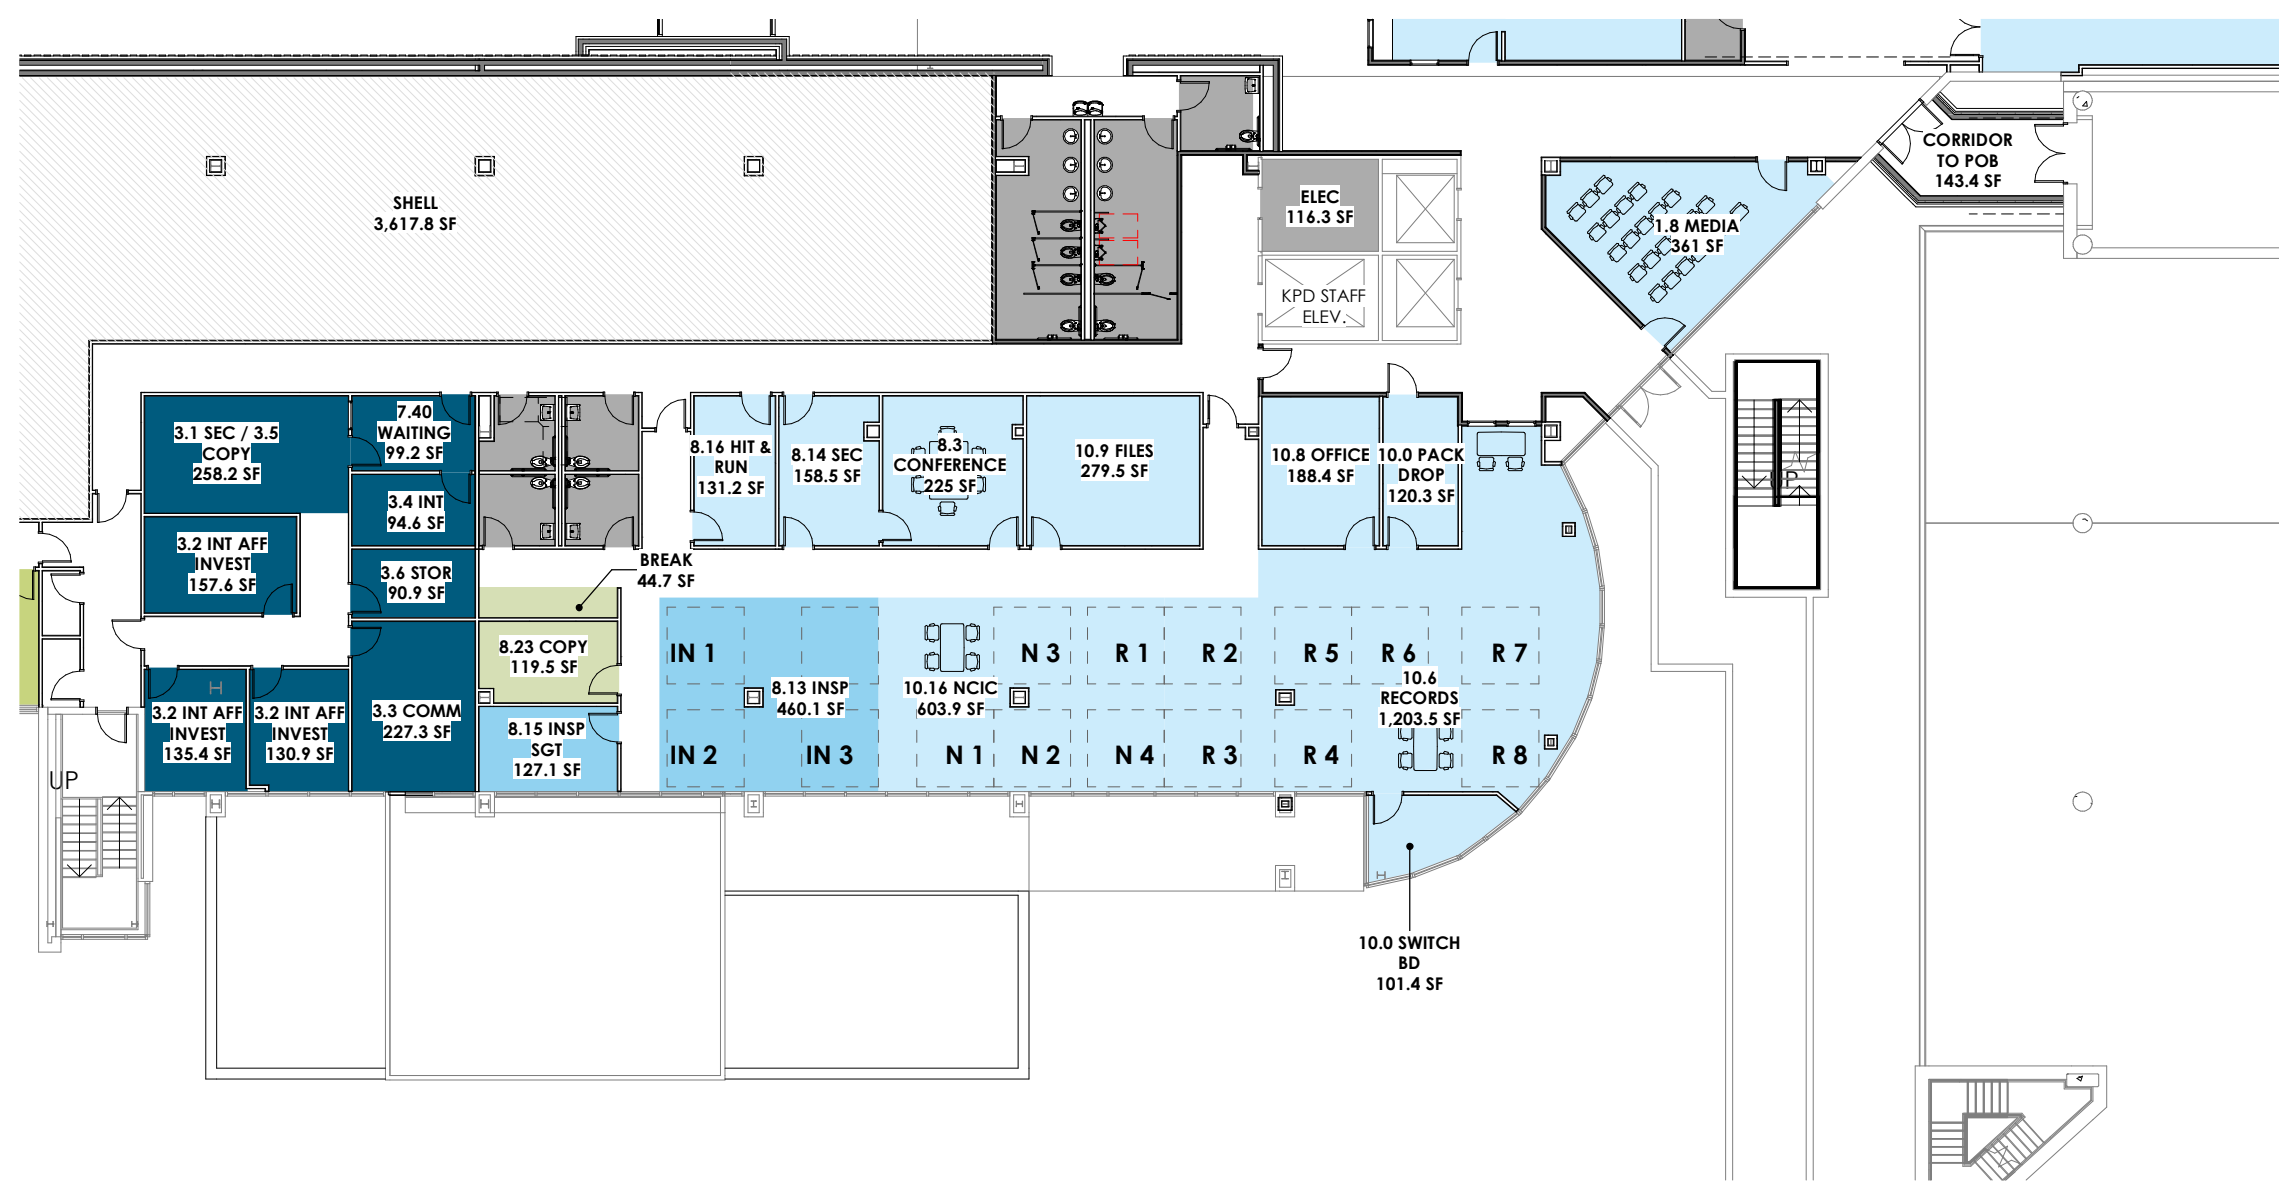 SHELL
3,617.8 SF
ELEC
116.3 SF
KPD STAFF
ELEV.
CORRIDOR
TO POB
143.4 SF
1.8 MEDIA
361 SF
3.1 SEC / 3.5
COPY
258.2 SF
7.40
WAITING
99.2 SF
3.4 INT
94.6 SF
3.2 INT AFF
INVEST
157.6 SF
3.6 STOR
90.9 SF
BREAK
44.7 SF
8.16 HIT &
RUN
131.2 SF
8.14 SEC
158.5 SF
8.3
CONFERENCE
225 SF
10.9 FILES
279.5 SF
10.8 OFFICE
188.4 SF
10.0 PACK
DROP
120.3 SF
8.23 COPY
119.5 SF
3.2 INT AFF
INVEST
135.4 SF
3.2 INT AFF
INVEST
130.9 SF
3.3 COMM
227.3 SF
8.15 INSP
SGT
127.1 SF
IN 1
IN 2
IN 3
8.13 INSP
460.1 SF
10.16 NCIC
603.9 SF
N 3
R 1
R 2
R 5
R 6
R 7
10.6
RECORDS
1,203.5 SF
N 1
N 2
N 4
R 3
R 4
R 8
UP
10.0 SWITCH
BD
101.4 SF